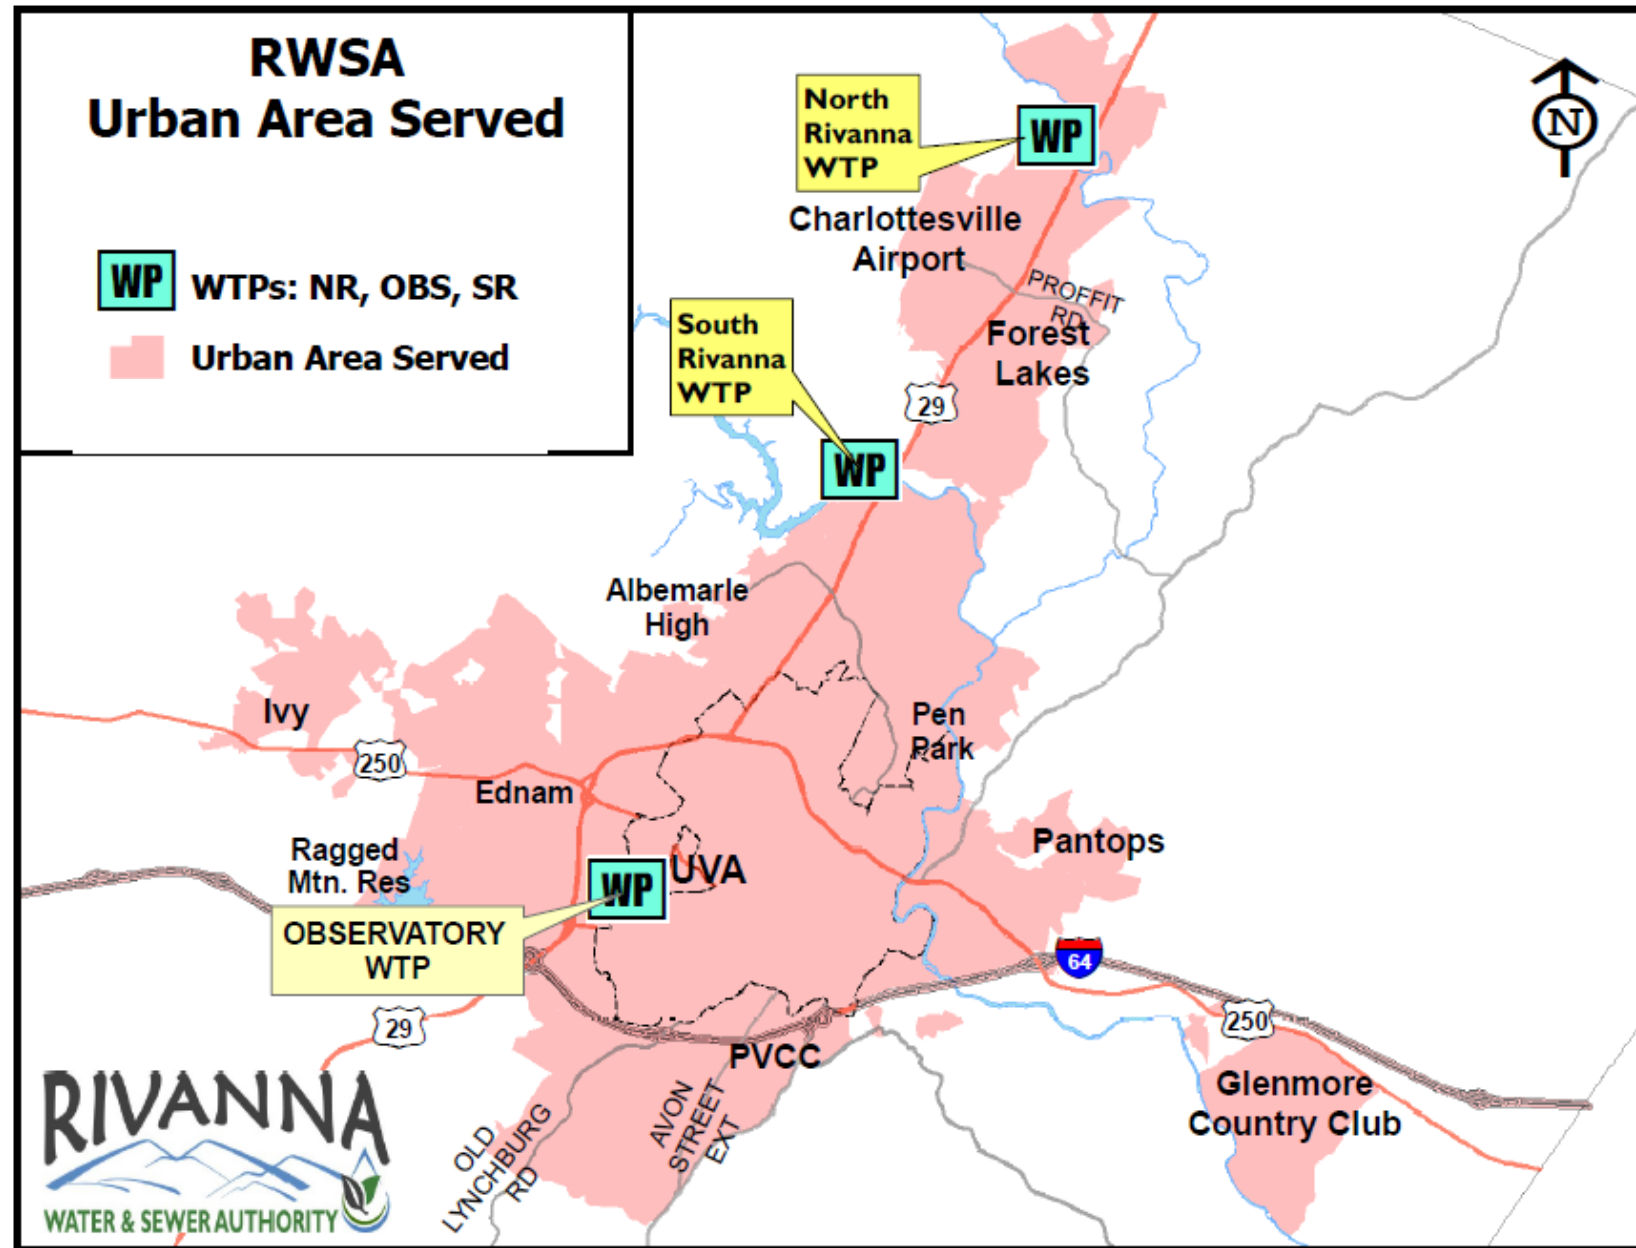 RWSA
Urban Area Served
WP
WTPs: NR, OBS, SR
Urban Area Served
N
North
Rivanna
WTP
WP
Charlottesville
Airport
PROFFIT
RD
Forest
Lakes
South
Rivanna
WTP
29
WP
Albemarle
High
Ivy
250
Pen
Park
Ednam
Pantops
Ragged
Mtn. Res
WP
UVA
OBSERVATORY
WTP
64
29
250
PVCC
Glenmore
Country Club
OLD
LYNCHBURG
RD
AVON
STREET
EXT
RIVANNA
WATER & SEWER AUTHORITY